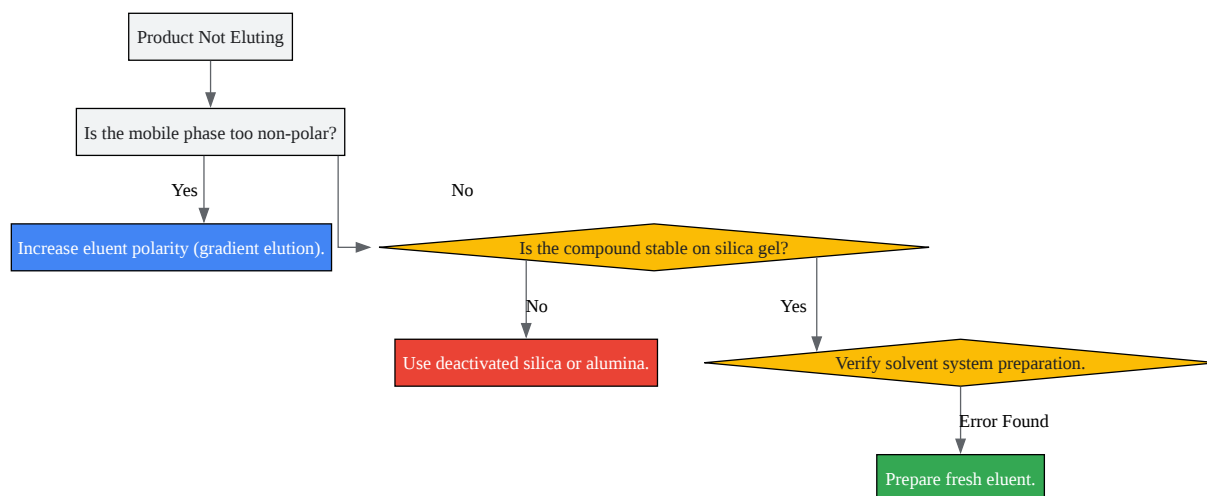 Product Not Eluting
Is the mobile phase too non-polar?
Yes
No
Increase eluent polarity (gradient elution).
Is the compound stable on silica gel?
No
Yes
Use deactivated silica or alumina.
Verify solvent system preparation.
Error Found
Prepare fresh eluent.